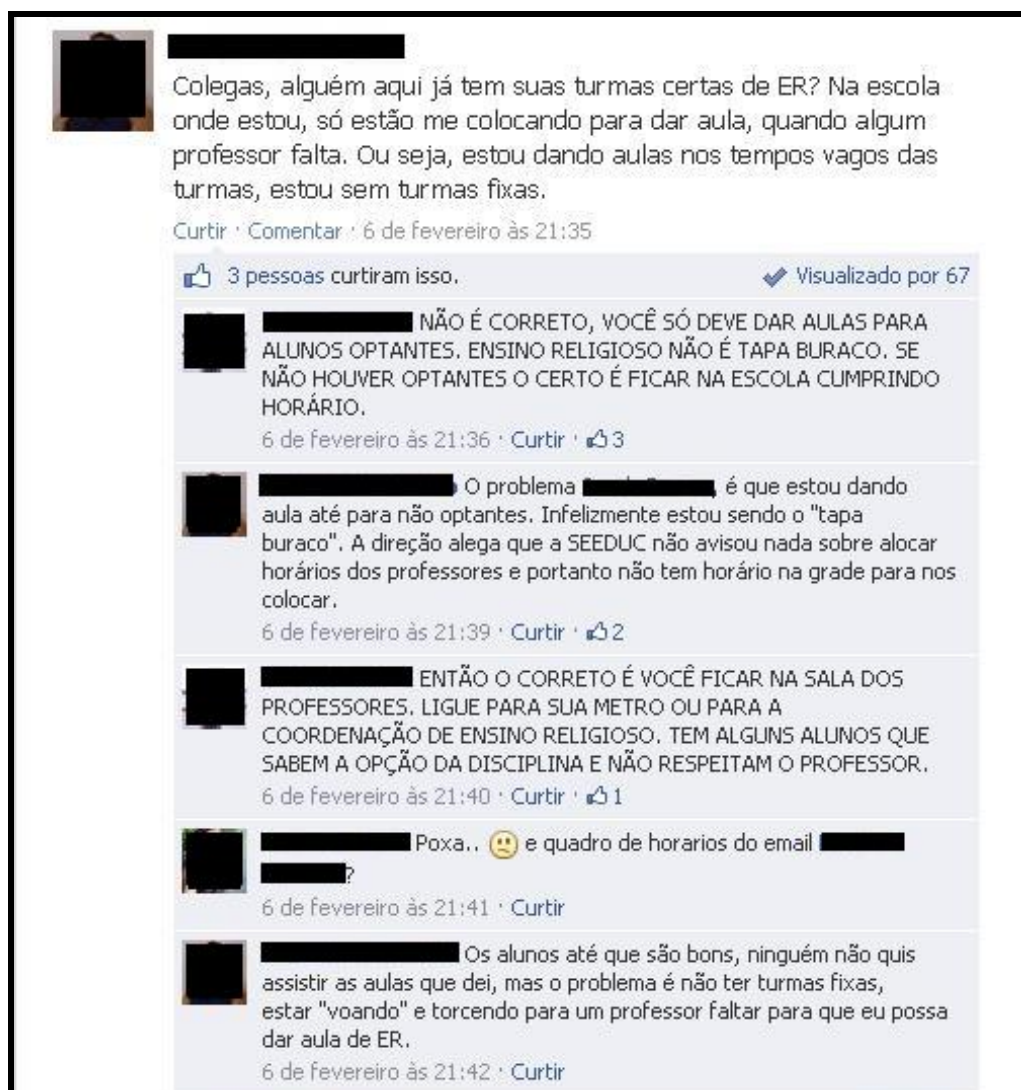 Colegas, alguém aqui já tem suas turmas certas de ER? Na escola
onde estou, só estão me colocando para dar aula, quando algum
professor falta. Ou seja, estou dando aulas nos tempos vagos das
turmas, estou sem turmas fixas.
Curtir · Comentar · 6 de fevereiro às 21:35
3 pessoas curtiram isso. Visualizado por 67
NÃO É CORRETO, VOCÊ SÓ DEVE DAR AULAS PARA
ALUNOS OPTANTES. ENSINO RELIGIOSO NÃO É TAPA BURACO. SE
NÃO HOUVER OPTANTES O CERTO É FICAR NA ESCOLA CUMPRINDO
HORÁRIO.
6 de fevereiro às 21:36 · Curtir · 3
O problema , é que estou dando
aula até para não optantes. Infelizmente estou sendo o "tapa
buraco". A direção alega que a SEEDUC não avisou nada sobre alocar
horários dos professores e portanto não tem horário na grade para nos
colocar.
6 de fevereiro às 21:39 · Curtir · 2
ENTÃO O CORRETO É VOCÊ FICAR NA SALA DOS
PROFESSORES. LIGUE PARA SUA METRO OU PARA A
COORDENAÇÃO DE ENSINO RELIGIOSO. TEM ALGUNS ALUNOS QUE
SABEM A OPÇÃO DA DISCIPLINA E NÃO RESPEITAM O PROFESSOR.
6 de fevereiro às 21:40 · Curtir · 1
Poxa.. e quadro de horarios do email
?
6 de fevereiro às 21:41 · Curtir
Os alunos até que são bons, ninguém não quis
assistir as aulas que dei, mas o problema é não ter turmas fixas,
estar "voando" e torcendo para um professor faltar para que eu possa
dar aula de ER.
6 de fevereiro às 21:42 · Curtir